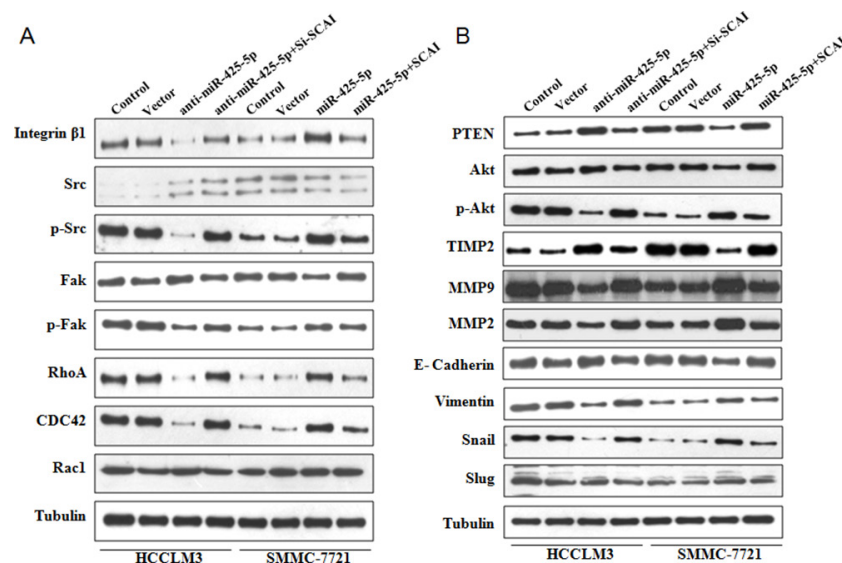 A
Control
Vector
anti-miR-425-5p
anti-miR-425-5p+Si-SCAI
Control
Vector
miR-425-5p
miR-425-5p+SCAI
Integrin β1
Src
p-Src
Fak
p-Fak
RhoA
CDC42
Rac1
Tubulin
HCCLM3
SMMC-7721
B
Control
Vector
anti-miR-425-5p
anti-miR-425-5p+Si-SCAI
Control
Vector
miR-425-5p
miR-425-5p+SCAI
PTEN
Akt
p-Akt
TIMP2
MMP9
MMP2
E- Cadherin
Vimentin
Snail
Slug
Tubulin
HCCLM3
SMMC-7721